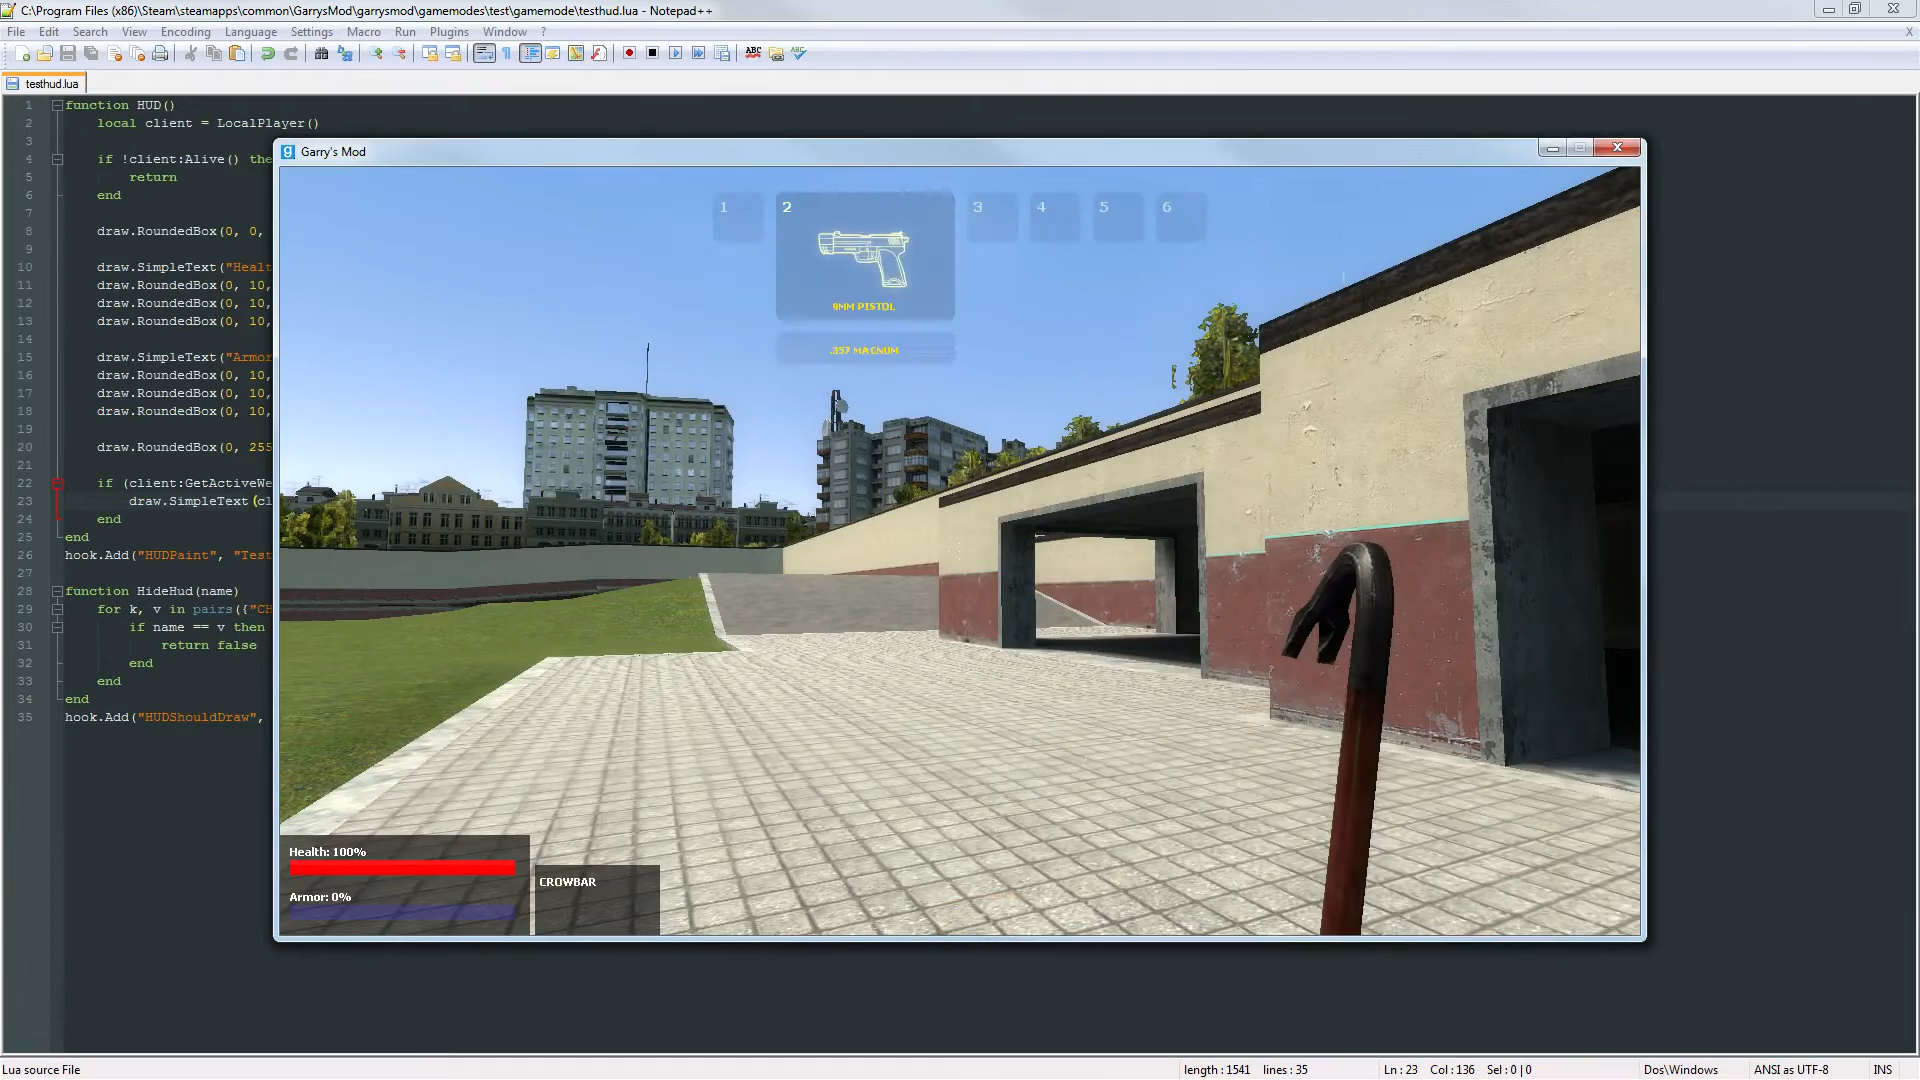 C:\Program Files (x86)\Steam\steamapps\common\GarrysMod\garrysmod\gamemodes\test\gamemode\testhud.lua - Notepad++
File Edit Search View Encoding Language Settings Macro Run Plugins Window ? X
testhud.lua
1 function HUD()
2 local client = LocalPlayer()
3
4 if !client:Alive() the
5 return
6 end
7
8 draw.RoundedBox(0, 0,
9
10 draw.SimpleText("Healt
11 draw.RoundedBox(0, 10,
12 draw.RoundedBox(0, 10,
13 draw.RoundedBox(0, 10,
14
15 draw.SimpleText("Armor
16 draw.RoundedBox(0, 10,
17 draw.RoundedBox(0, 10,
18 draw.RoundedBox(0, 10,
19
20 draw.RoundedBox(0, 255
21
22 if (client:GetActiveWe
23 draw.SimpleText(cl
24 end
25 end
26 hook.Add("HUDPaint", "Test
27
28 function HideHud(name)
29 for k, v in pairs({"CH
30 if name == v then
31 return false
32 end
33 end
34 end
35 hook.Add("HUDShouldDraw",
Garry's Mod
1 2 3 4 5 6
9MM PISTOL
.357 MAGNUM
Health: 100%
Armor: 0%
CROWBAR
Lua source File length : 1541 lines : 35 Ln : 23 Col : 136 Sel : 0 | 0 Dos\Windows ANSI as UTF-8 INS